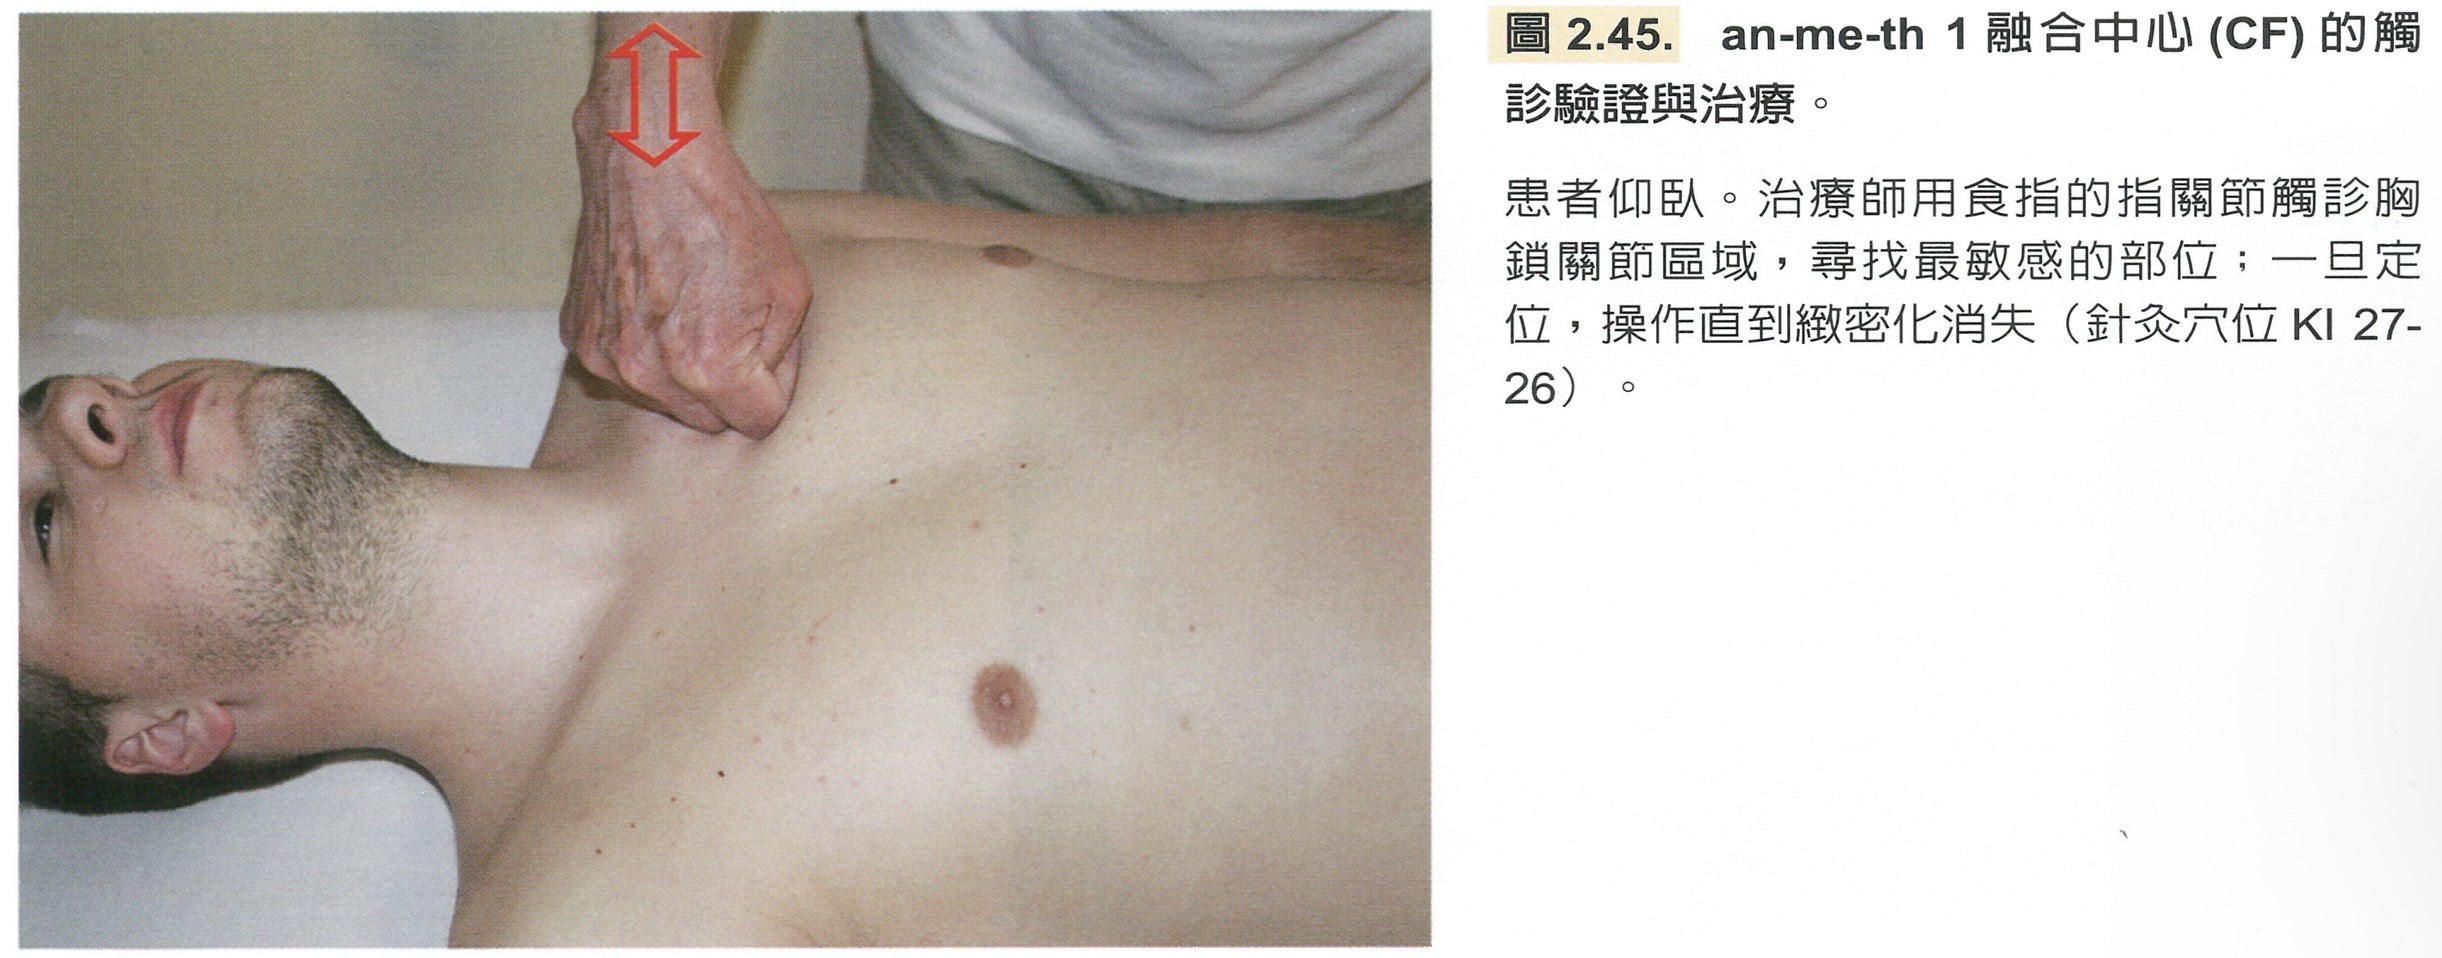 圖 2.45. an-me-th 1 融合中心 (CF) 的觸
診驗證與治療。
患者仰臥。治療師用食指的指關節觸診胸
鎖關節區域，尋找最敏感的部位；一旦定
位，操作直到緻密化消失（針灸穴位 KI 27-
26）。